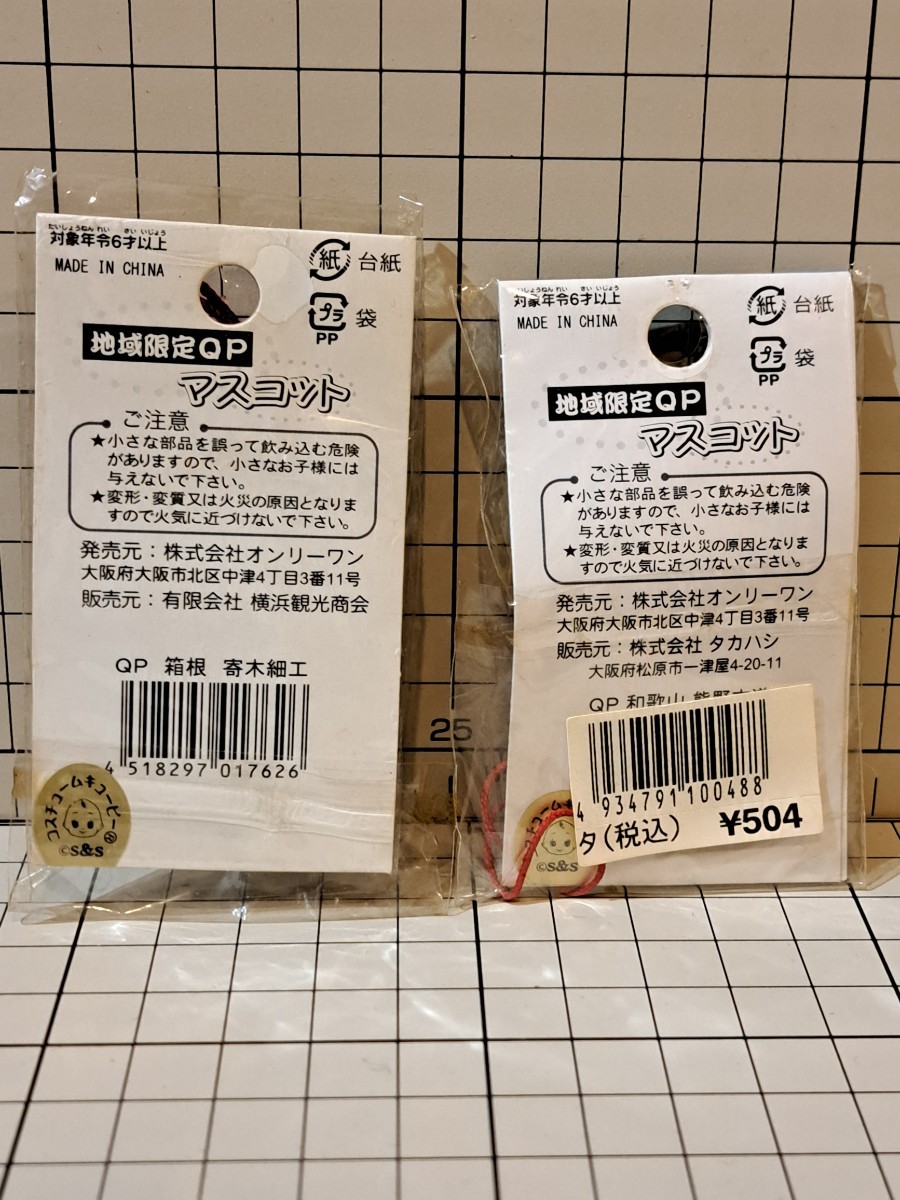 たいしょうねんれい さいいじょう
対象年令6才以上
MADE IN CHINA
紙 台紙
プラ 袋
PP
地域限定QP
マスコット
ご注意
★小さな部品を誤って飲み込む危険
がありますので、小さなお子様には
与えないで下さい。
★変形・変質又は火災の原因となりま
すので火気に近づけないで下さい。
発売元：株式会社オンリーワン
大阪府大阪市北区中津4丁目3番11号
販売元：有限会社 横浜観光商会
QP 箱根 寄木細工
4 518297 017626
コスチュームキューピー®
©S&S
たいしょうねんれい さいいじょう
対象年令6才以上
MADE IN CHINA
紙 台紙
プラ 袋
PP
地域限定QP
マスコット
ご注意
★小さな部品を誤って飲み込む危険
がありますので、小さなお子様には
与えないで下さい。
★変形・変質又は火災の原因となりま
すので火気に近づけないで下さい。
発売元：株式会社オンリーワン
大阪府大阪市北区中津4丁目3番11号
販売元：株式会社 タカハシ
大阪府松原市一津屋4-20-11
QP 和歌山 熊野古道
4 934791 100488
タ(税込) ¥504
コスチュームキ
©S&S
25